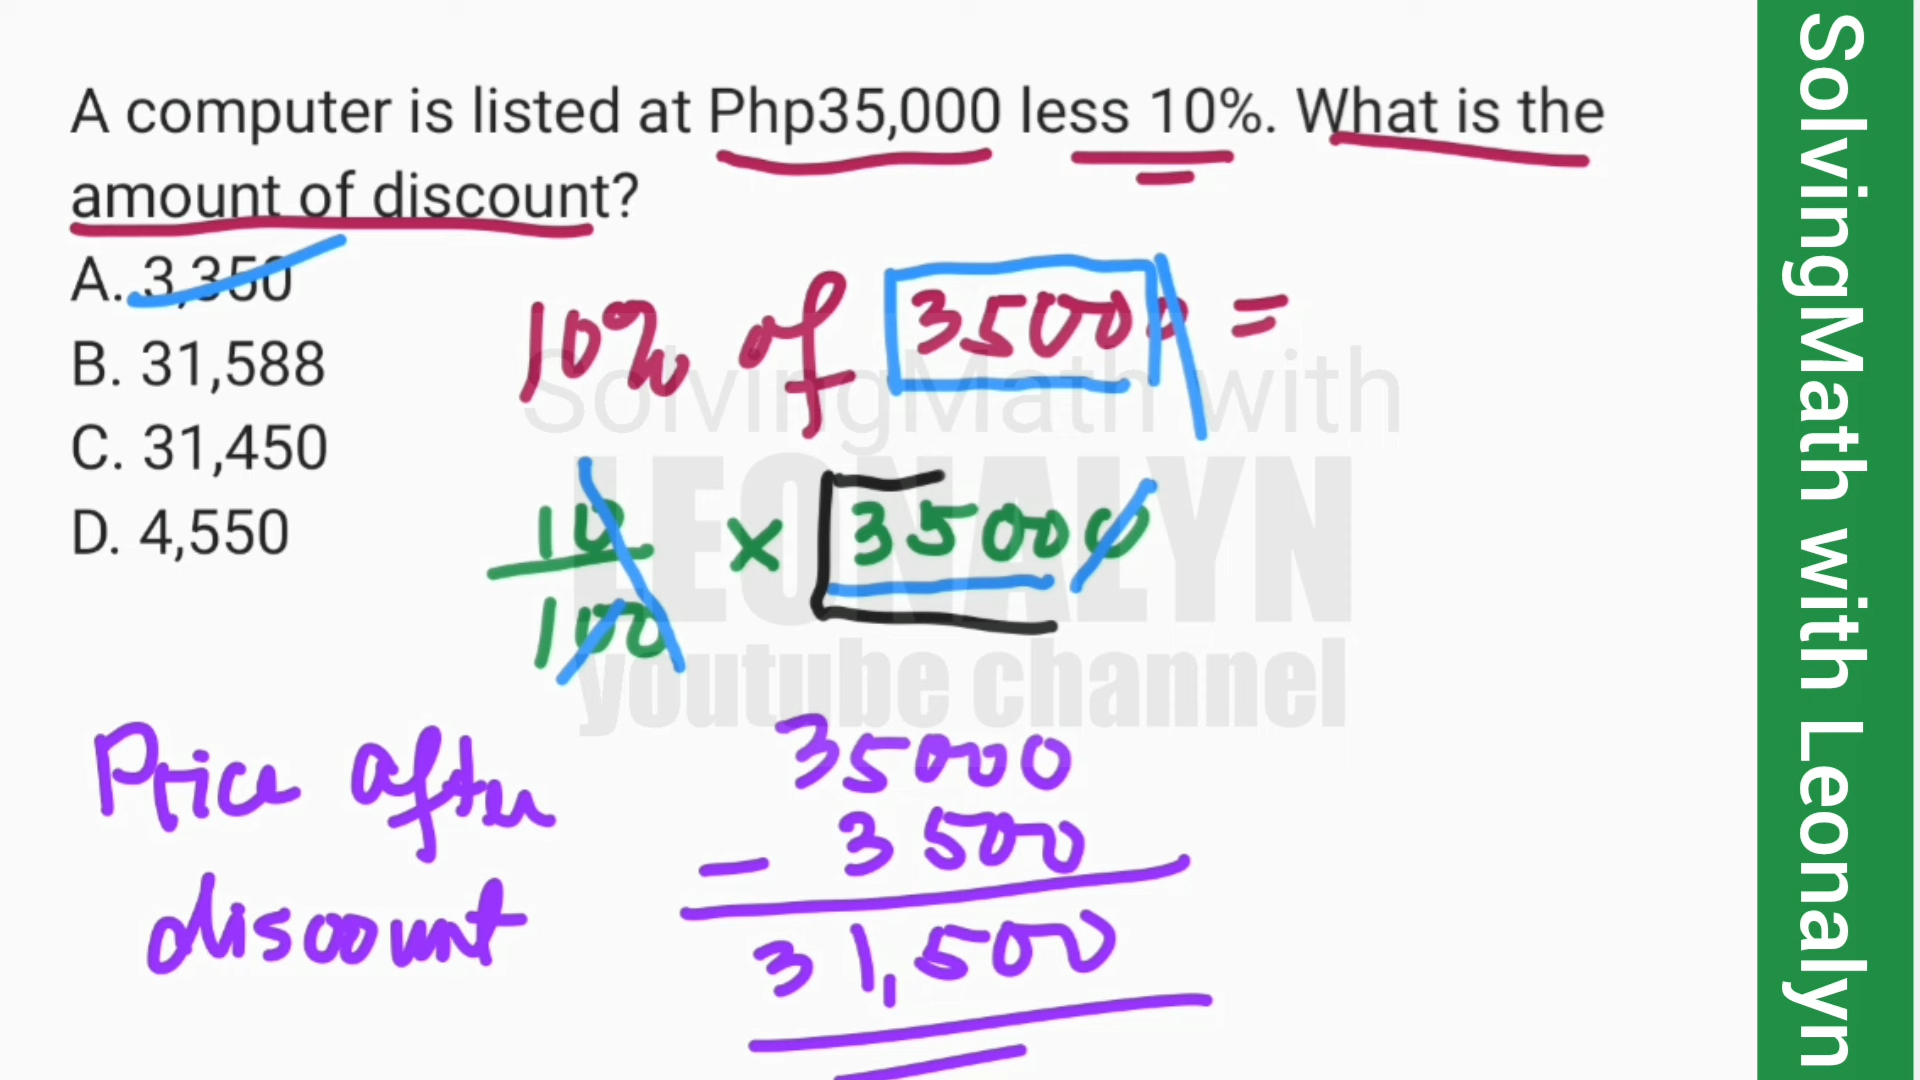 A computer is listed at Php35,000 less 10%. What is the
amount of discount?
A. 3,350
B. 31,588
C. 31,450
D. 4,550
10% of 35000 =
10
100
x 35000
Price after
discount
35000
- 3500
31,500
SolvingMath with
LEONALYN
youtube channel
SolvingMath with Leonalyn